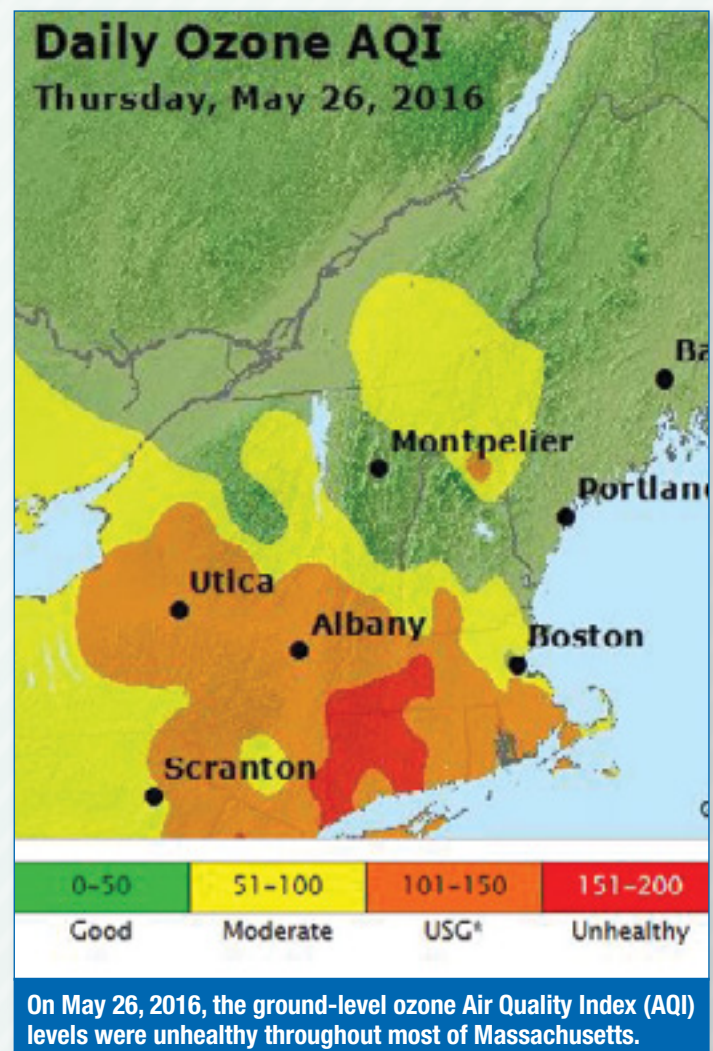 Daily Ozone AQI
Thursday, May 26, 2016
Ba
Montpelier
Portlan
Utica
Albany
Boston
Scranton
0–50
51–100
101–150
151–200
Good
Moderate
USG*
Unhealthy
On May 26, 2016, the ground-level ozone Air Quality Index (AQI)
levels were unhealthy throughout most of Massachusetts.